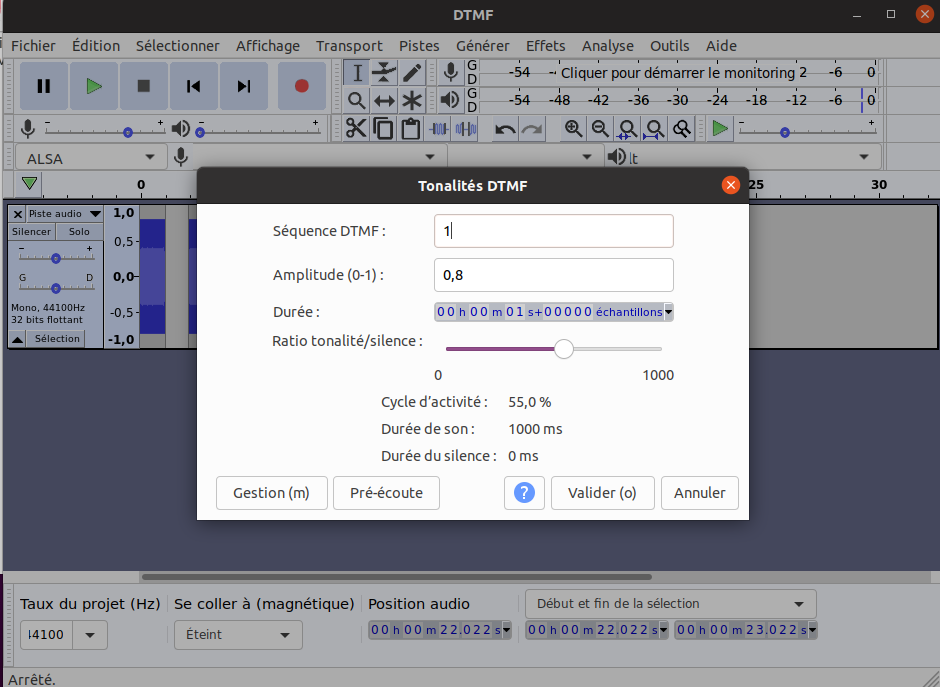 DTMF
Fichier Édition Sélectionner Affichage Transport Pistes Générer Effets Analyse Outils Aide
G
D
-54 -- Cliquer pour démarrer le monitoring 2 -6 0
G
D
-54 -48 -42 -36 -30 -24 -18 -12 -6 0
- + - +
- +
ALSA
lt
0 25 30
Tonalités DTMF
Piste audio
Silencer Solo
- +
G D
Mono, 44100Hz
32 bits flottant
Sélection
1,0
0,5
0,0
-0,5
-1,0
Séquence DTMF : 1
Amplitude (0-1) : 0,8
Durée : 00 h 00 m 01 s+00000 échantillons
Ratio tonalité/silence :
0 1000
Cycle d'activité : 55,0 %
Durée de son : 1000 ms
Durée du silence : 0 ms
Gestion (m) Pré-écoute ? Valider (o) Annuler
Taux du projet (Hz) Se coller à (magnétique) Position audio Début et fin de la sélection
44100 Éteint 00 h 00 m 22.022 s 00 h 00 m 22.022 s 00 h 00 m 23.022 s
Arrêté.